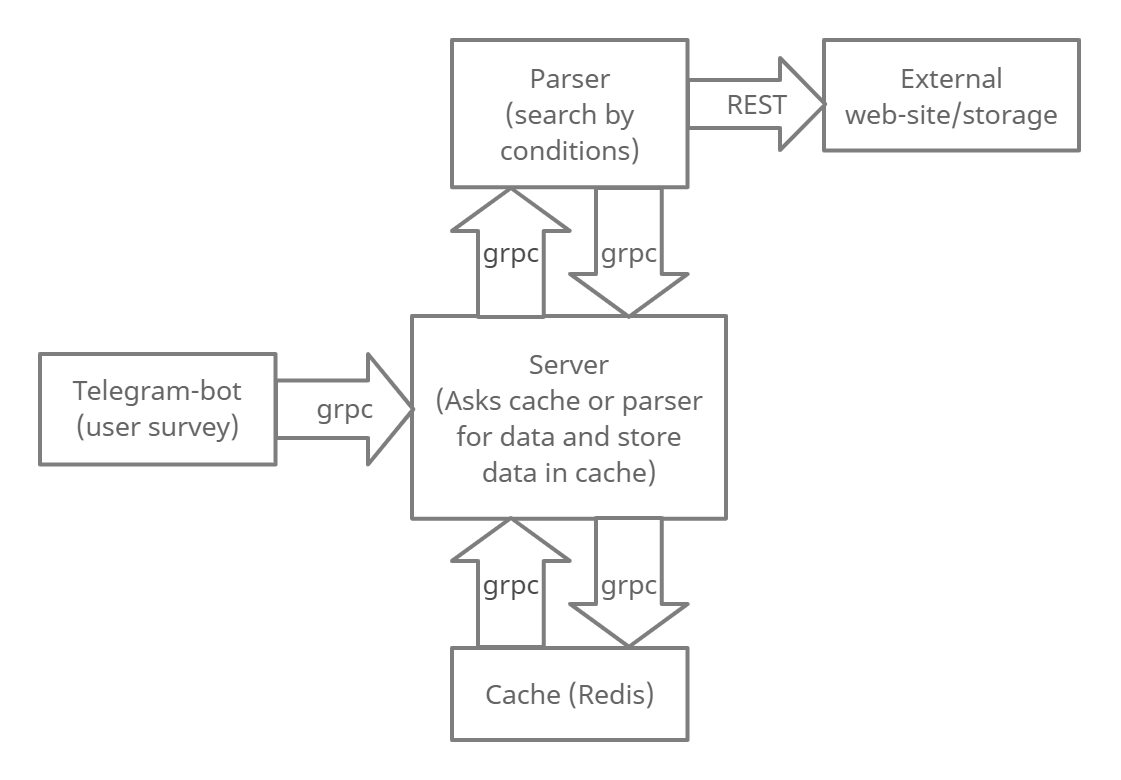 Parser
(search by
conditions)
REST
External
web-site/storage
grpc
grpc
Telegram-bot
(user survey)
grpc
Server
(Asks cache or parser
for data and store
data in cache)
grpc
grpc
Cache (Redis)